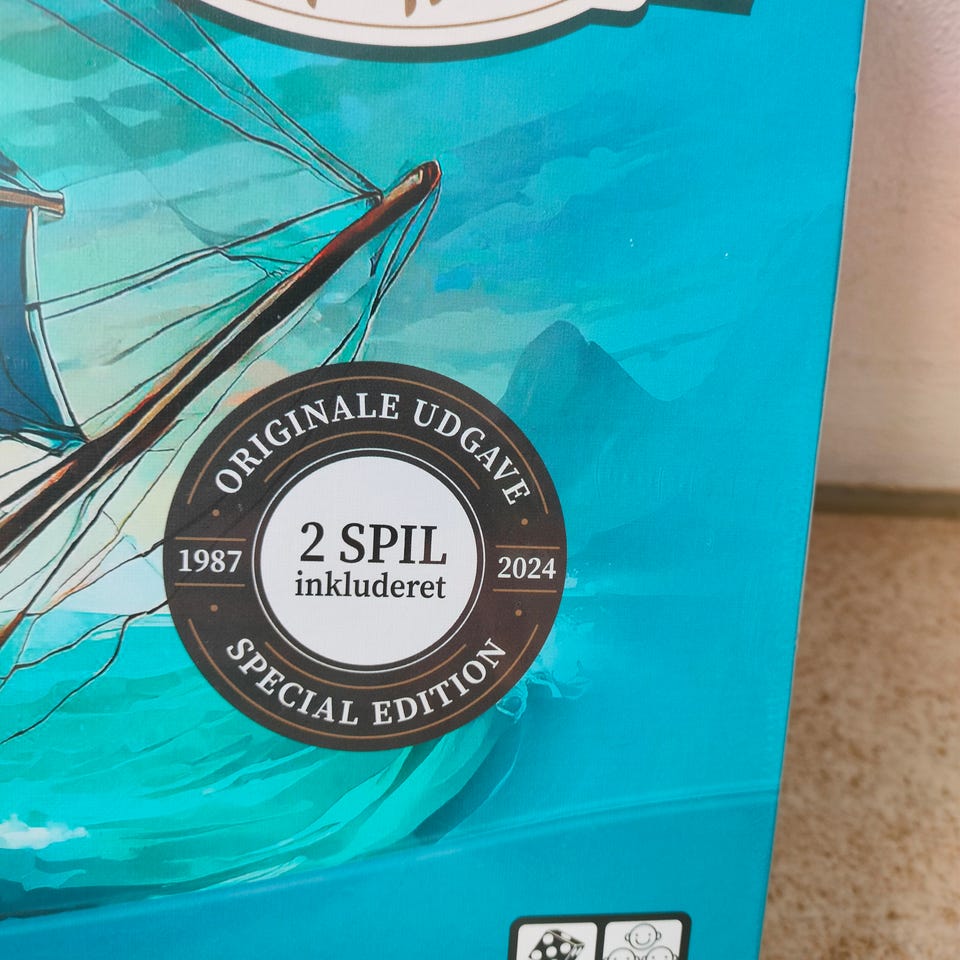 ORIGINALE UDGAVE
1987
2 SPIL
inkluderet
2024
SPECIAL EDITION